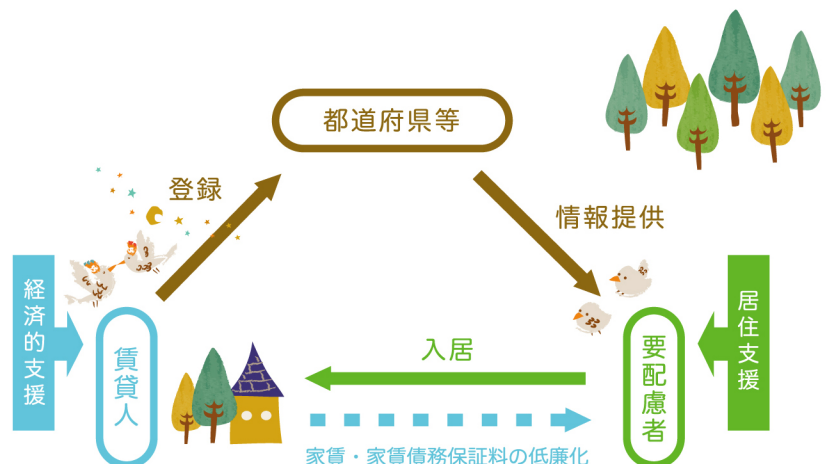 都道府県等
登録
情報提供
経済的支援
賃貸人
入居
要配慮者
居住支援
家賃・家賃債務保証料の低廉化